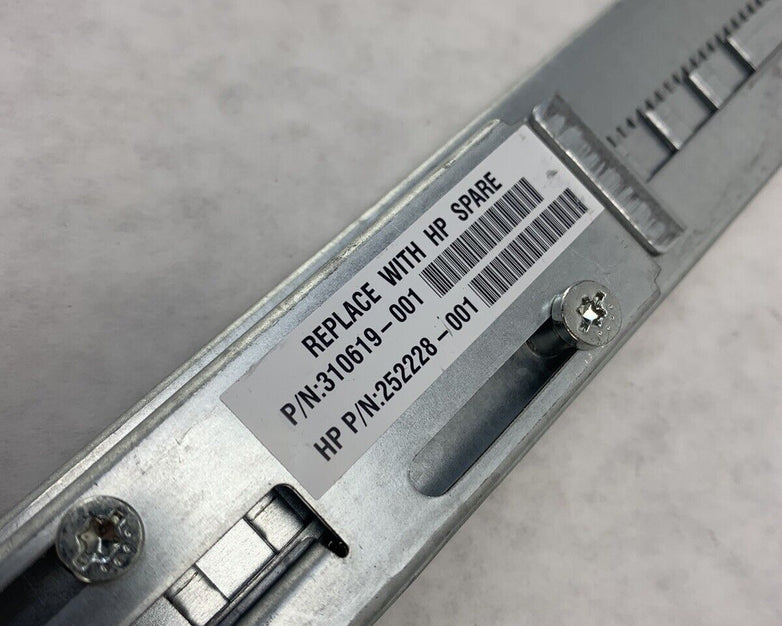 REPLACE WITH HP SPARE
P/N:310619-001
HP P/N:252228-001